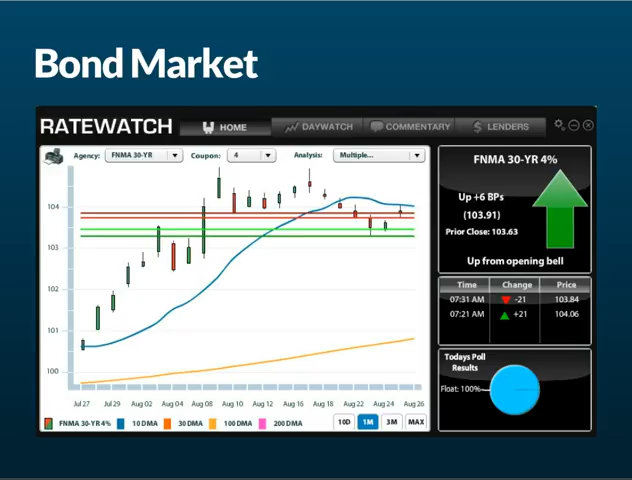 Bond Market
RATEWATCH HOME DAYWATCH COMMENTARY $ LENDERS
Agency: FNMA 30-YR Coupon: 4 Analysis: Multiple...
104
103
102
101
100
Jul 27 Jul 29 Aug 02 Aug 04 Aug 08 Aug 10 Aug 12 Aug 16 Aug 18 Aug 22 Aug 24 Aug 26
FNMA 30-YR 4% 10 DMA 30 DMA 100 DMA 200 DMA 10D 1M 3M MAX
FNMA 30-YR 4%
Up +6 BPs
(103.91)
Prior Close: 103.63
Up from opening bell
Time Change Price
07:31 AM -21 103.84
07:21 AM +21 104.06
Todays Poll
Results
Float: 100%